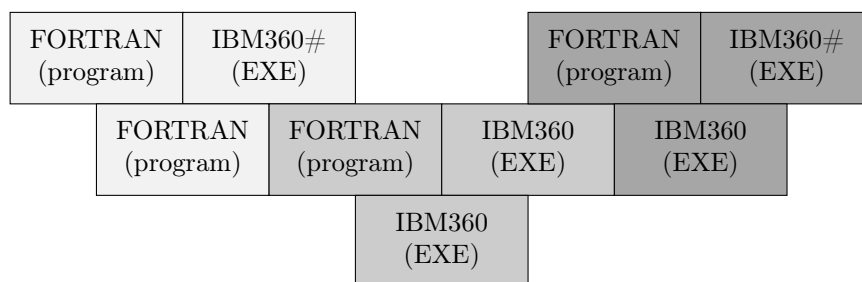 FORTRAN IBM360# FORTRAN IBM360#
(program) (EXE) (program) (EXE)
FORTRAN FORTRAN IBM360 IBM360
(program) (program) (EXE) (EXE)
IBM360
(EXE)